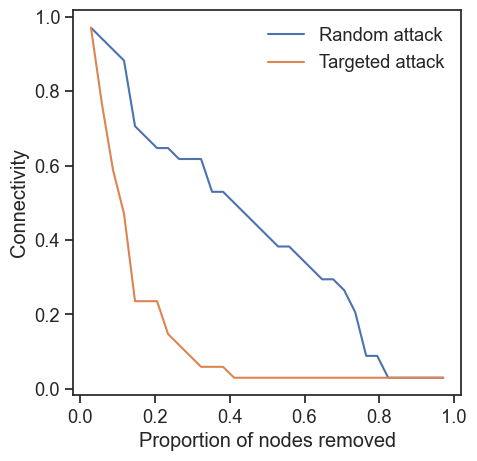 Random attack
Targeted attack
Connectivity
1.0
0.8
0.6
0.4
0.2
0.0
0.0 0.2 0.4 0.6 0.8 1.0
Proportion of nodes removed